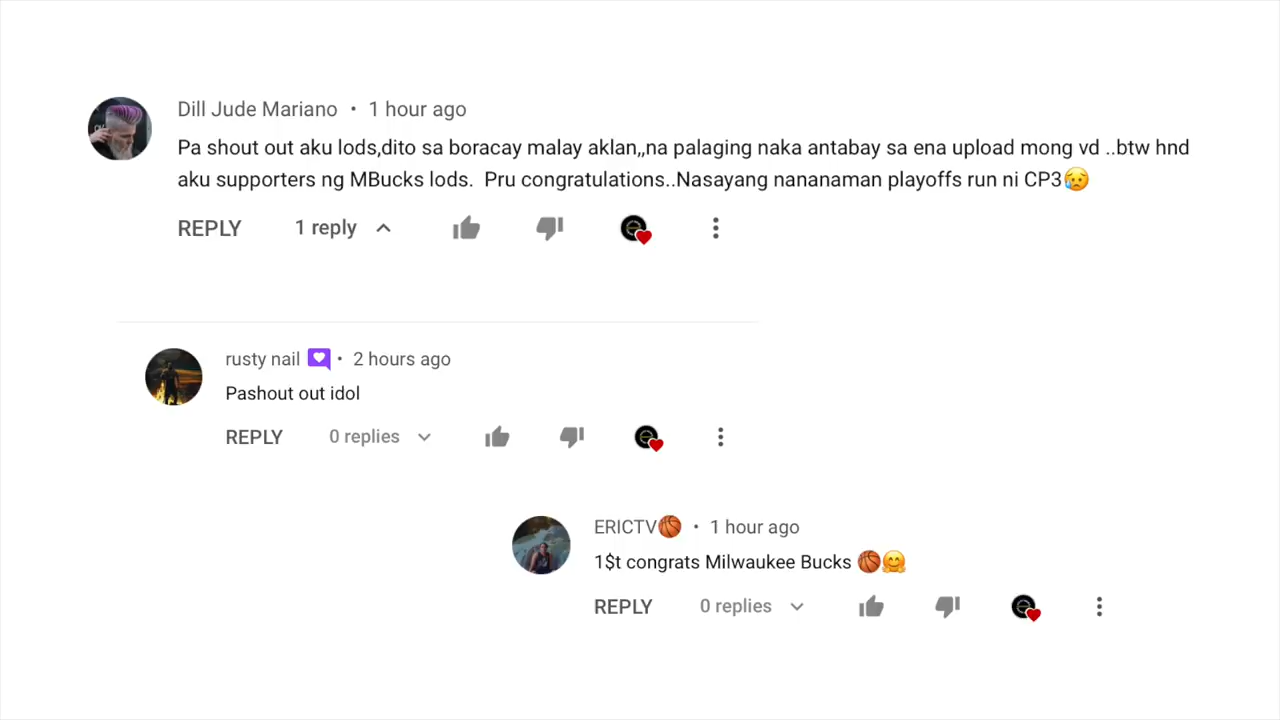 Dill Jude Mariano • 1 hour ago
Pa shout out aku lods,dito sa boracay malay aklan,,na palaging naka antabay sa ena upload mong vd ..btw hnd
aku supporters ng MBucks lods.  Pru congratulations..Nasayang nananaman playoffs run ni CP3😥
REPLY 1 reply
rusty nail • 2 hours ago
Pashout out idol
REPLY 0 replies
ERICTV🏀 • 1 hour ago
1$t congrats Milwaukee Bucks 🏀🤗
REPLY 0 replies